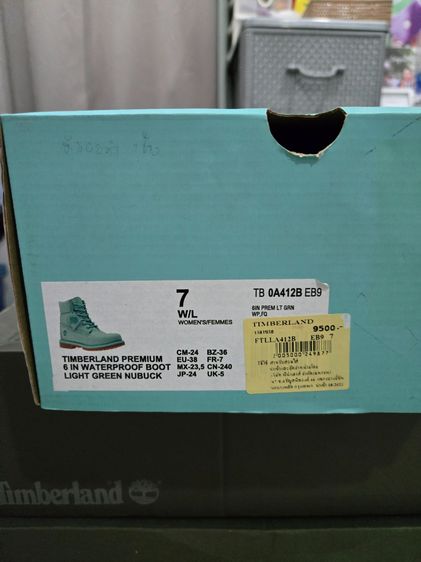 7
W/L
WOMEN'S/FEMMES
TIMBERLAND PREMIUM
6 IN WATERPROOF BOOT
LIGHT GREEN NUBUCK
CM-24 BZ-36
EU-38 FR-7
MX-23,5 CN-240
JP-24 UK-5
TB 0A412B EB9
6IN PREM LT GRN
WP,FQ
TIMBERLAND
9500.-
FTLLA412B EB9 7
2005000249877
Timberland